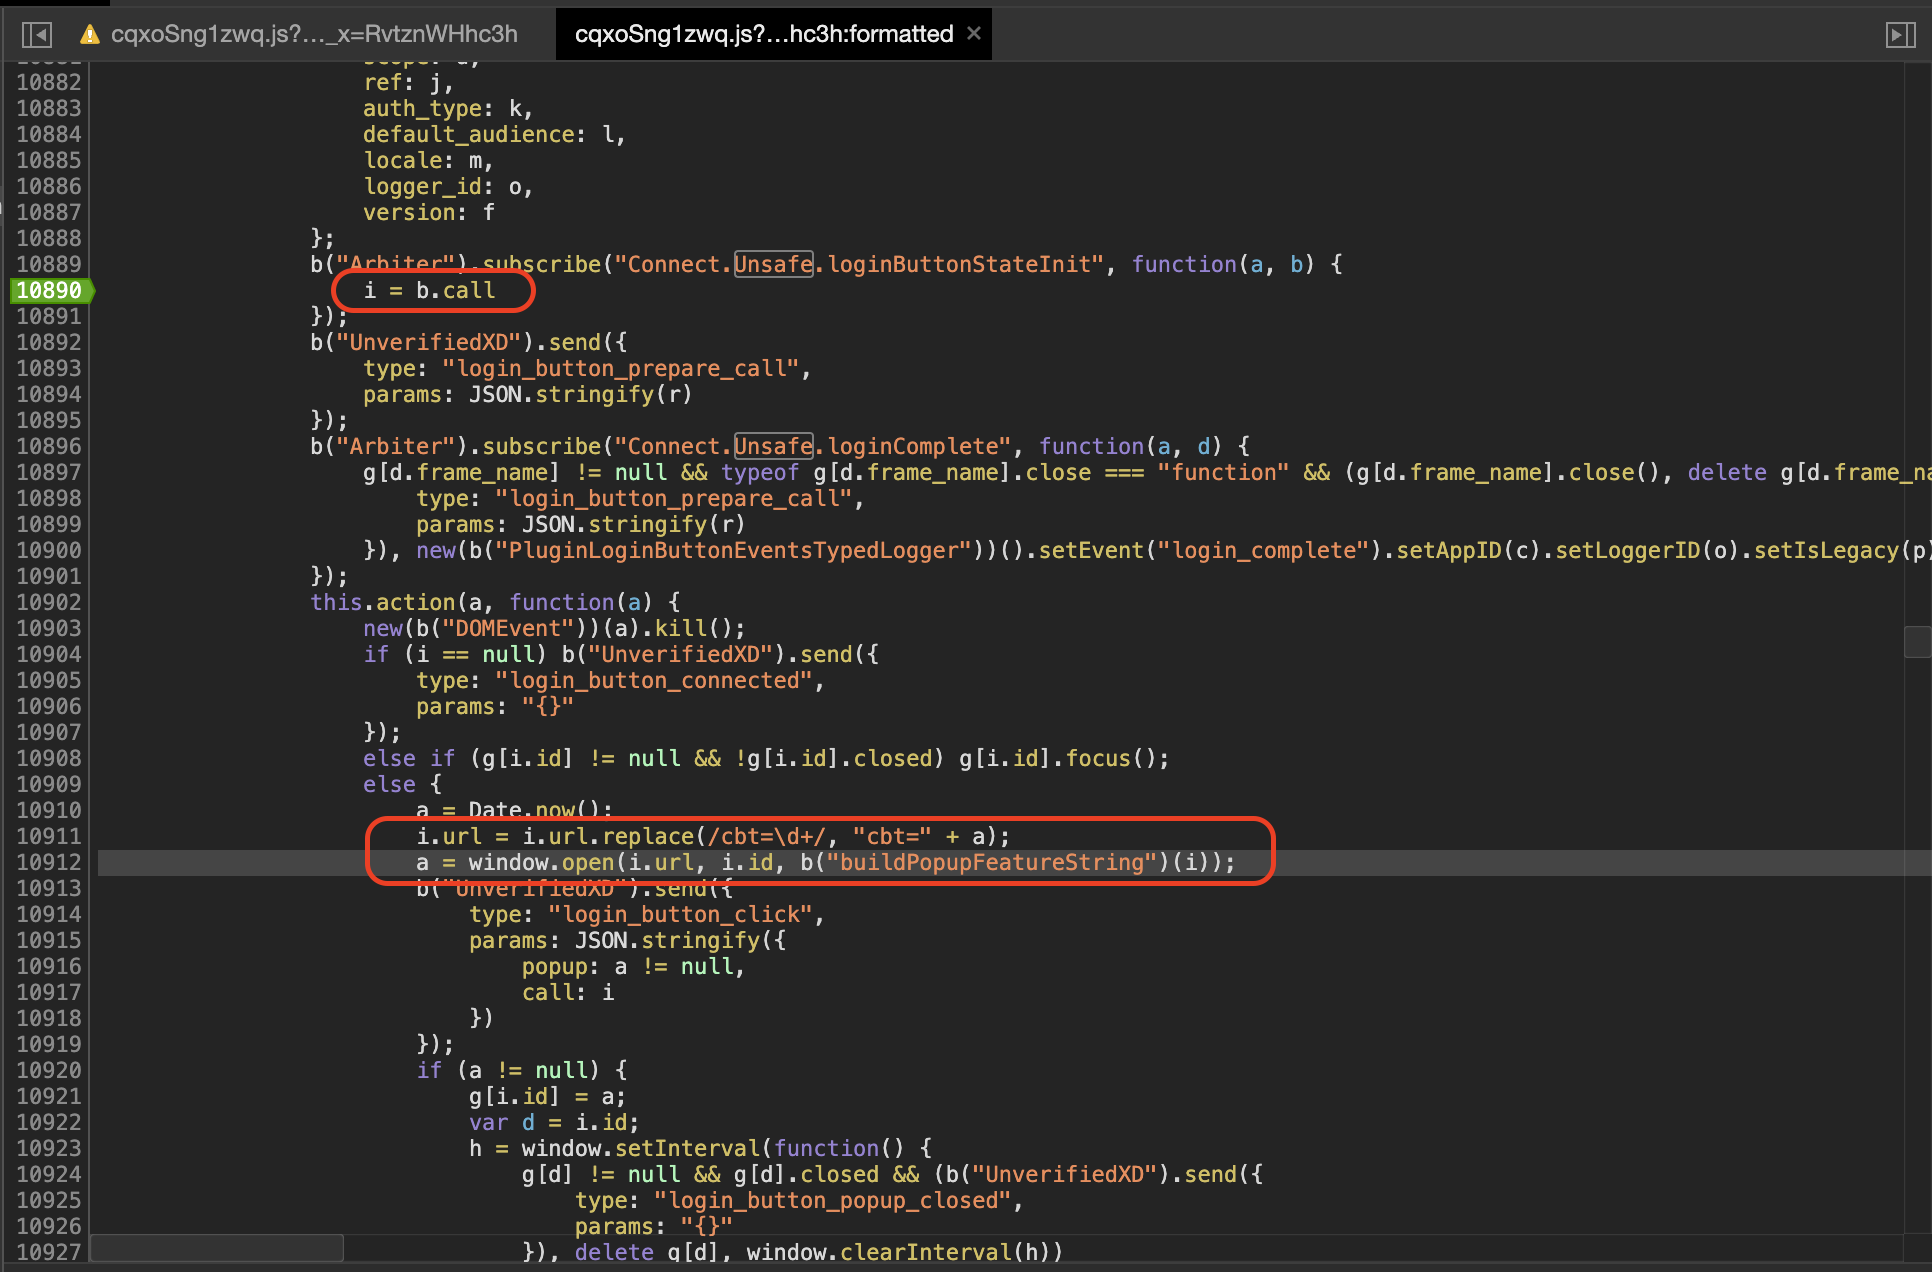 cqxoSng1zwq.js?…_x=RvtznWHhc3h cqxoSng1zwq.js?…hc3h:formatted ✕
10882 ref: j,
10883 auth_type: k,
10884 default_audience: l,
10885 locale: m,
10886 logger_id: o,
10887 version: f
10888 };
10889 b("Arbiter").subscribe("Connect.Unsafe.loginButtonStateInit", function(a, b) {
10890 i = b.call
10891 });
10892 b("UnverifiedXD").send({
10893 type: "login_button_prepare_call",
10894 params: JSON.stringify(r)
10895 });
10896 b("Arbiter").subscribe("Connect.Unsafe.loginComplete", function(a, d) {
10897 g[d.frame_name] != null && typeof g[d.frame_name].close === "function" && (g[d.frame_name].close(), delete g[d.frame_na
10898 type: "login_button_prepare_call",
10899 params: JSON.stringify(r)
10900 }), new(b("PluginLoginButtonEventsTypedLogger"))().setEvent("login_complete").setAppID(c).setLoggerID(o).setIsLegacy(p)
10901 });
10902 this.action(a, function(a) {
10903 new(b("DOMEvent"))(a).kill();
10904 if (i == null) b("UnverifiedXD").send({
10905 type: "login_button_connected",
10906 params: "{}"
10907 });
10908 else if (g[i.id] != null && !g[i.id].closed) g[i.id].focus();
10909 else {
10910 a = Date.now();
10911 i.url = i.url.replace(/cbt=\d+/, "cbt=" + a);
10912 a = window.open(i.url, i.id, b("buildPopupFeatureString")(i));
10913 b("UnverifiedXD").send({
10914 type: "login_button_click",
10915 params: JSON.stringify({
10916 popup: a != null,
10917 call: i
10918 })
10919 });
10920 if (a != null) {
10921 g[i.id] = a;
10922 var d = i.id;
10923 h = window.setInterval(function() {
10924 g[d] != null && g[d].closed && (b("UnverifiedXD").send({
10925 type: "login_button_popup_closed",
10926 params: "{}"
10927 }), delete g[d], window.clearInterval(h))